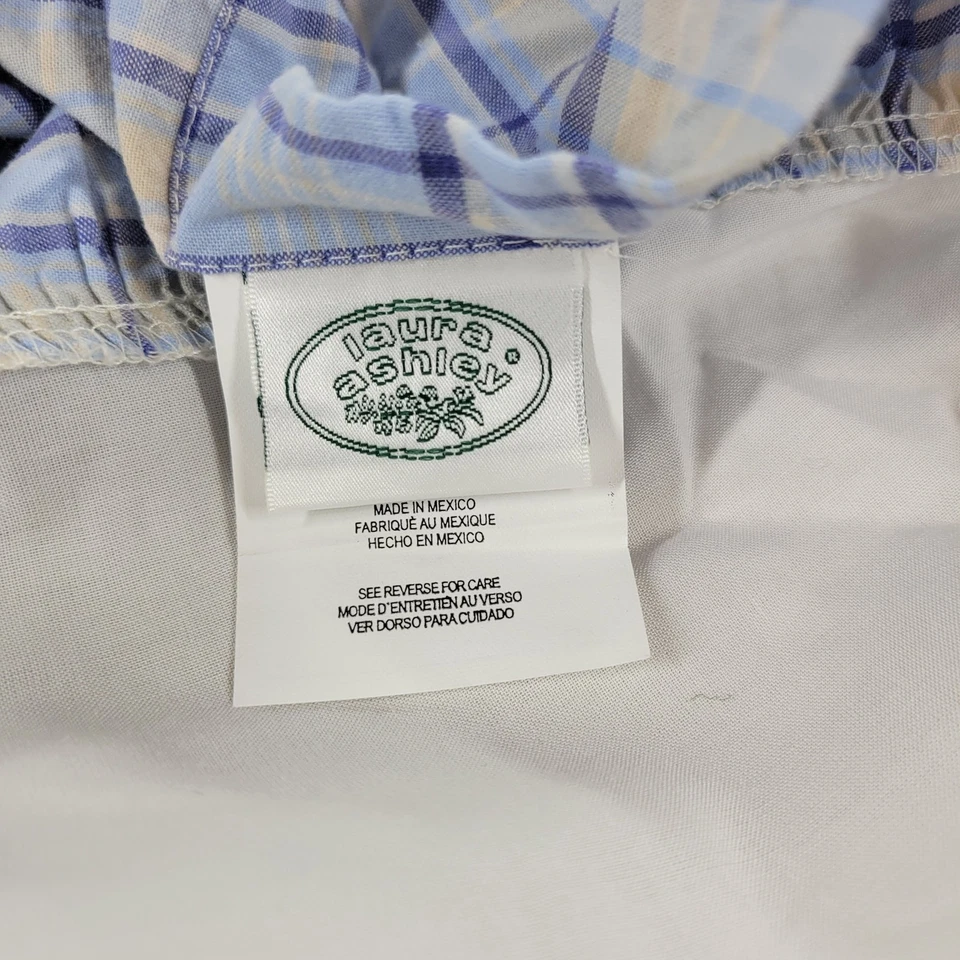 laura
ashley ®
MADE IN MEXICO
FABRIQUÈ AU MEXIQUE
HECHO EN MEXICO
SEE REVERSE FOR CARE
MODE D'ENTRETIEN AU VERSO
VER DORSO PARA CUIDADO